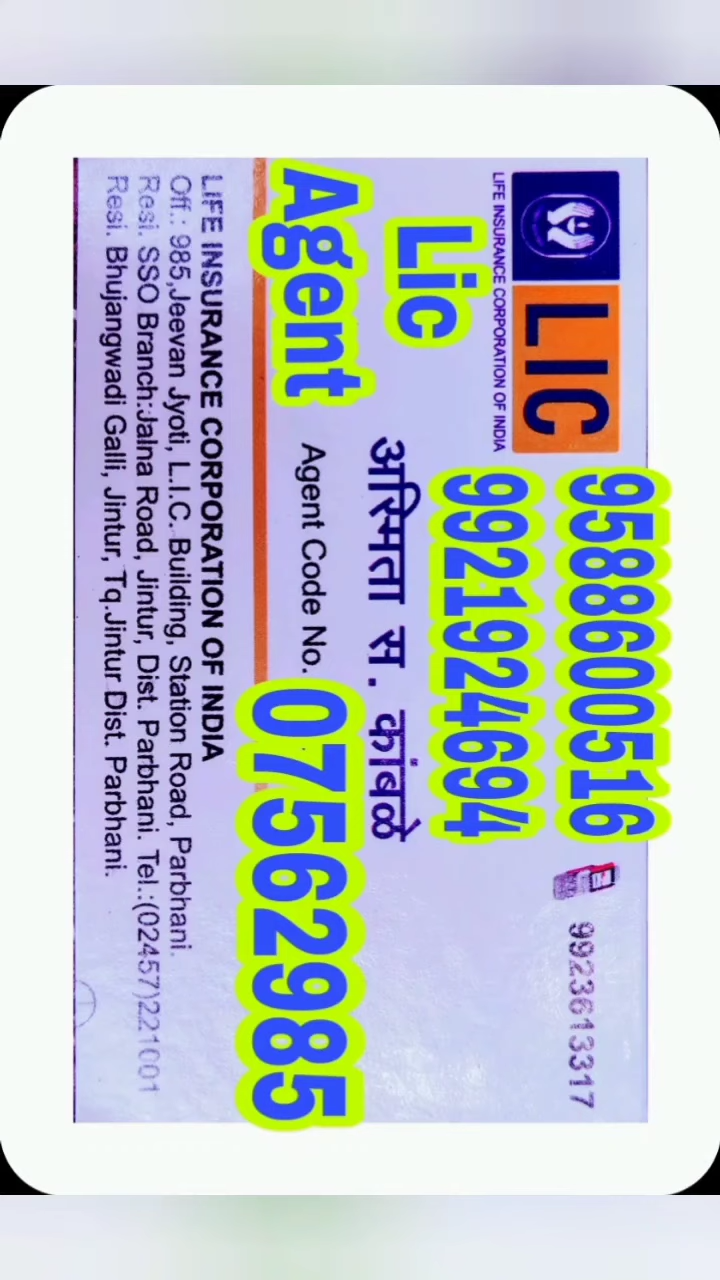 LIC
LIFE INSURANCE CORPORATION OF INDIA
9588600516
9921924694
9923613317
Lic
Agent
अस्मिता स. कांबळे
Agent Code No. 07562985
LIFE INSURANCE CORPORATION OF INDIA
Off.: 985,Jeevan Jyoti, L.I.C. Building, Station Road, Parbhani.
Resi. SSO Branch:Jalna Road, Jintur, Dist. Parbhani. Tel.:(02457)221001
Resi. Bhujangwadi Galli, Jintur, Tq.Jintur Dist. Parbhani.